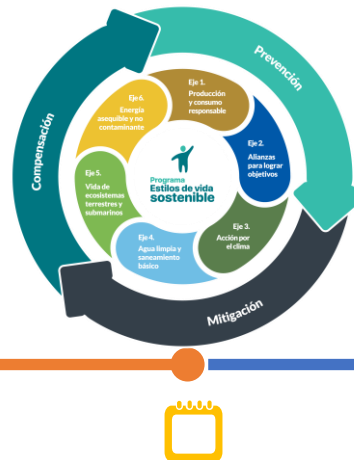 Prevención
Mitigación
Compensación
Eje 1.
Producción
y consumo
responsable
Eje 2.
Alianzas
para lograr
objetivos
Eje 3.
Acción por
el clima
Eje 4.
Agua limpia y
saneamiento
básico
Eje 5.
Vida de
ecosistemas
terrestres y
submarinos
Eje 6.
Energía
asequible y no
contaminante
Programa
Estilos de vida
sostenible